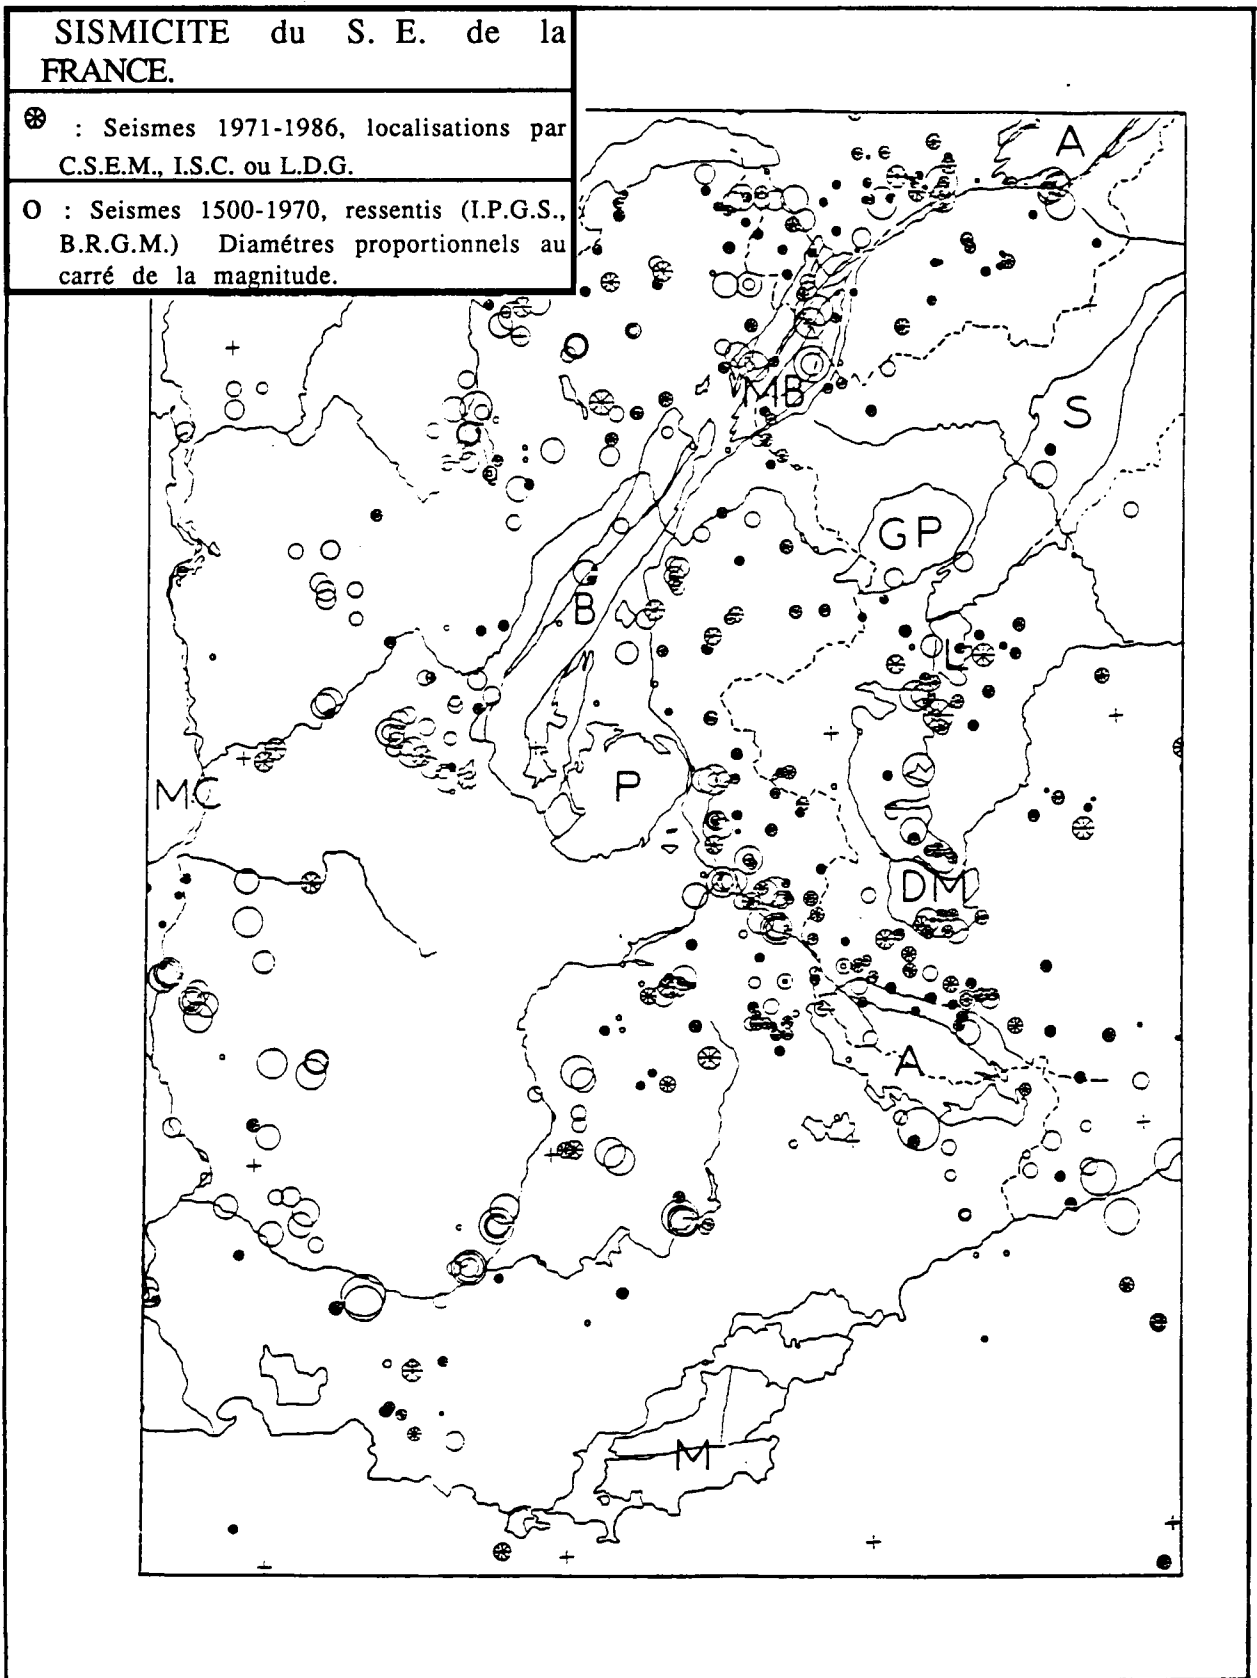 SISMICITE du S. E. de la
FRANCE.
: Seismes 1971-1986, localisations par
C.S.E.M., I.S.C. ou L.D.G.
O : Seismes 1500-1970, ressentis (I.P.G.S.,
B.R.G.M.) Diamétres proportionnels au
carré de la magnitude.
A
MB
S
GP
B
L
P
MC
DM
A
M